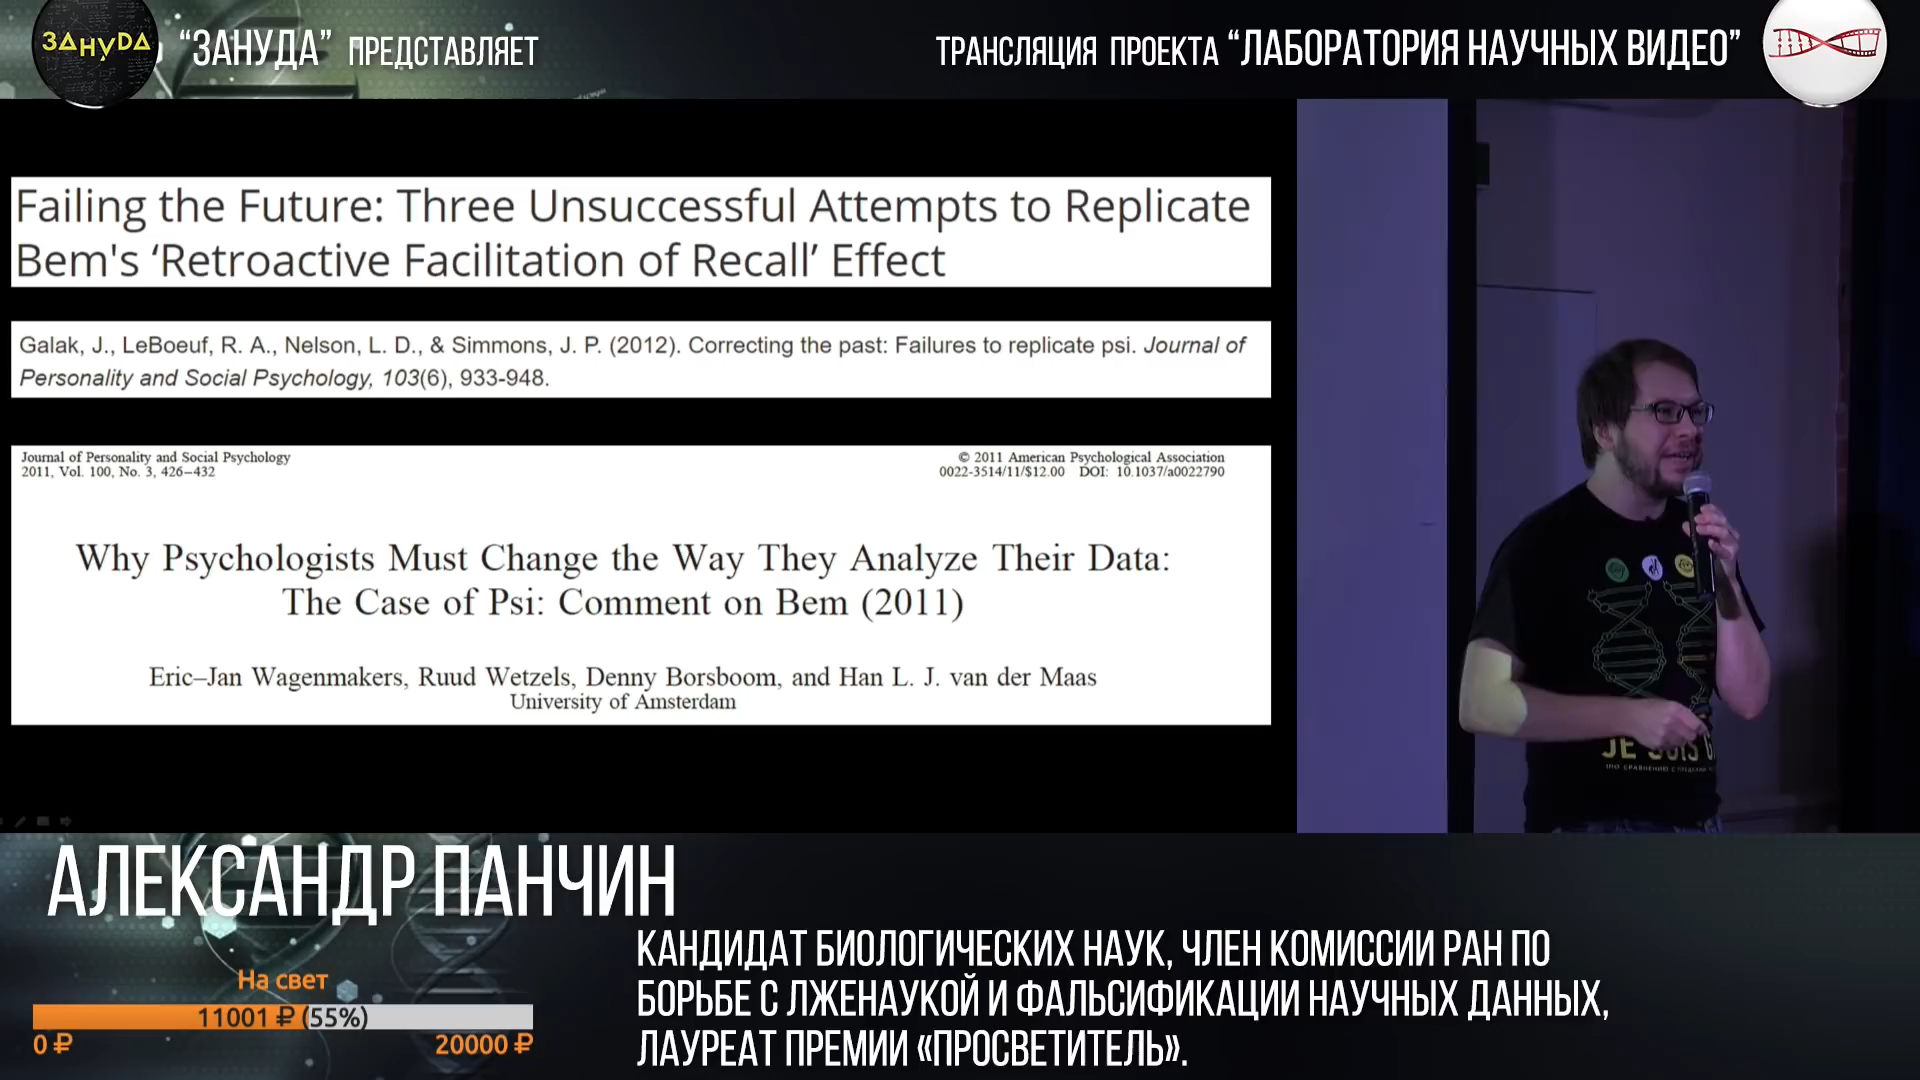 ЗАНУДА
“ЗАНУДА” ПРЕДСТАВЛЯЕТ
ТРАНСЛЯЦИЯ ПРОЕКТА “ЛАБОРАТОРИЯ НАУЧНЫХ ВИДЕО”
Failing the Future: Three Unsuccessful Attempts to Replicate
Bem's ‘Retroactive Facilitation of Recall’ Effect
Galak, J., LeBoeuf, R. A., Nelson, L. D., & Simmons, J. P. (2012). Correcting the past: Failures to replicate psi. Journal of
Personality and Social Psychology, 103(6), 933-948.
Journal of Personality and Social Psychology
2011, Vol. 100, No. 3, 426–432
© 2011 American Psychological Association
0022-3514/11/$12.00 DOI: 10.1037/a0022790
Why Psychologists Must Change the Way They Analyze Their Data:
The Case of Psi: Comment on Bem (2011)
Eric–Jan Wagenmakers, Ruud Wetzels, Denny Borsboom, and Han L. J. van der Maas
University of Amsterdam
JE SUIS
АЛЕКСАНДР ПАНЧИН
КАНДИДАТ БИОЛОГИЧЕСКИХ НАУК, ЧЛЕН КОМИССИИ РАН ПО
БОРЬБЕ С ЛЖЕНАУКОЙ И ФАЛЬСИФИКАЦИИ НАУЧНЫХ ДАННЫХ,
ЛАУРЕАТ ПРЕМИИ «ПРОСВЕТИТЕЛЬ».
На свет
11001 ₽ (55%)
0 ₽
20000 ₽